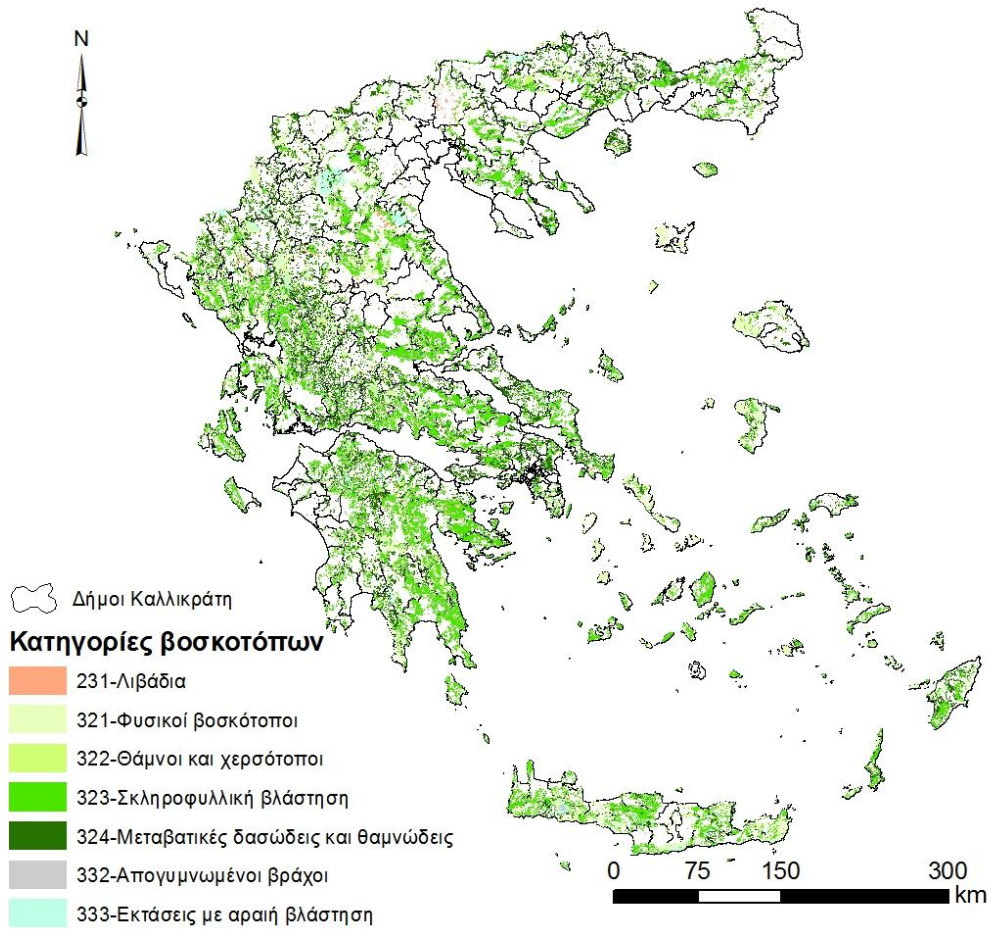 N
Δήμοι Καλλικράτη
Κατηγορίες βοσκοτόπων
231-Λιβάδια
321-Φυσικοί βοσκότοποι
322-Θάμνοι και χερσότοποι
323-Σκληροφυλλική βλάστηση
324-Μεταβατικές δασώδεις και θαμνώδεις
332-Απογυμνωμένοι βράχοι
333-Εκτάσεις με αραιή βλάστηση
0 75 150 300
km